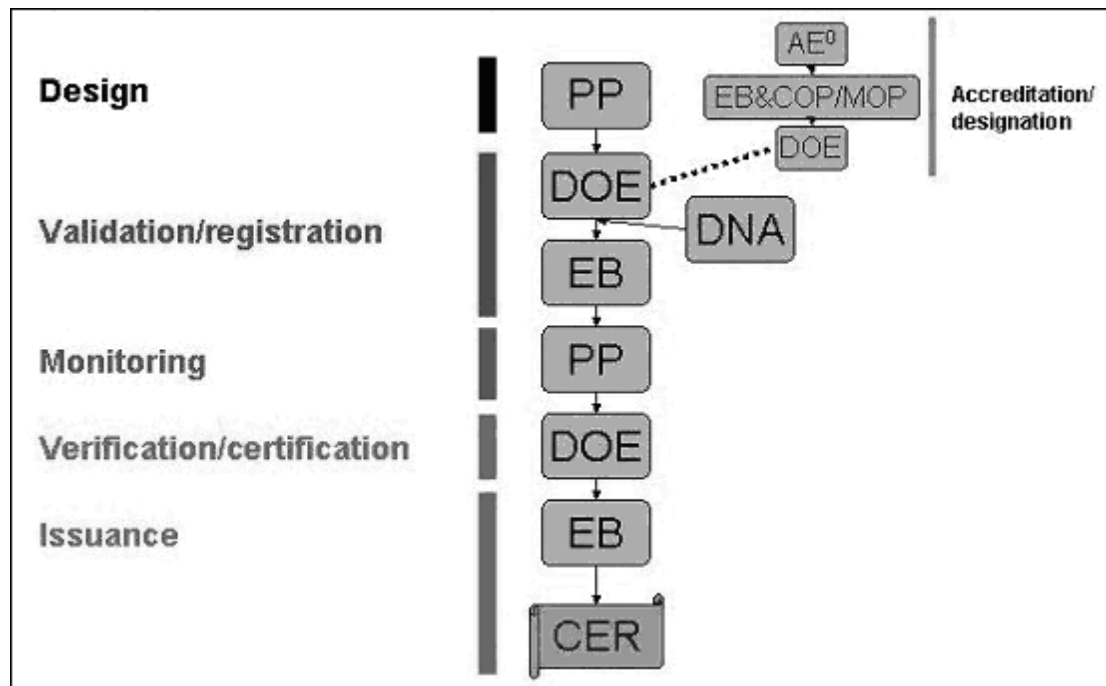 Design
PP
AE⁰
EB&COP/MOP
DOE
Accreditation/
designation
Validation/registration
DOE
DNA
EB
Monitoring
PP
Verification/certification
DOE
Issuance
EB
CER